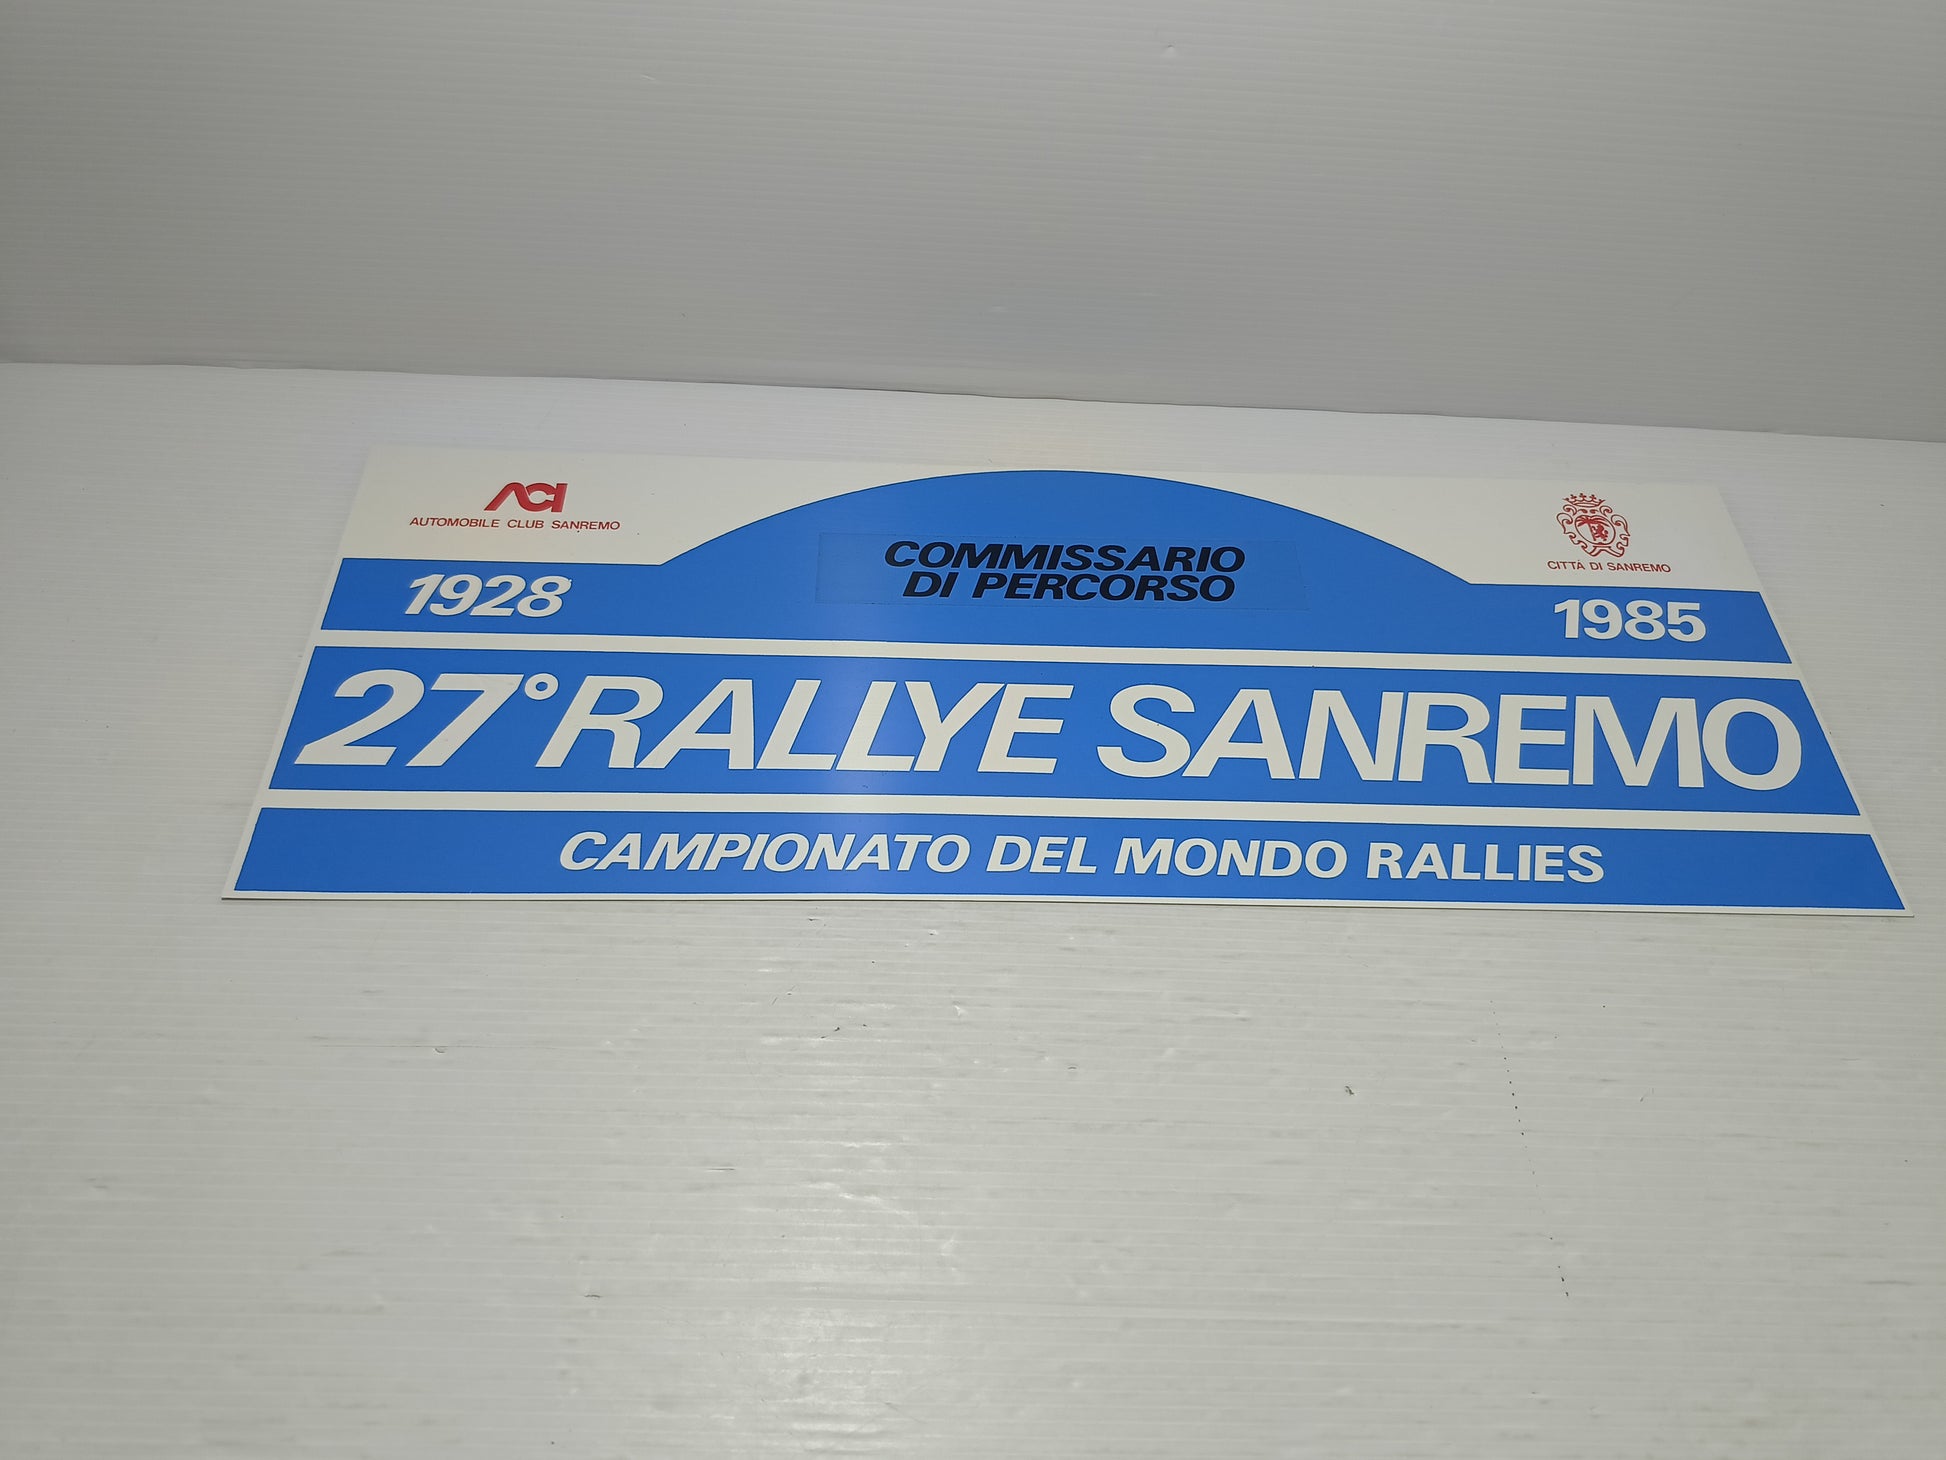 ACI
AUTOMOBILE CLUB SANREMO
CITTÀ DI SANREMO
COMMISSARIO
DI PERCORSO
1928
1985
27° RALLYE SANREMO
CAMPIONATO DEL MONDO RALLIES